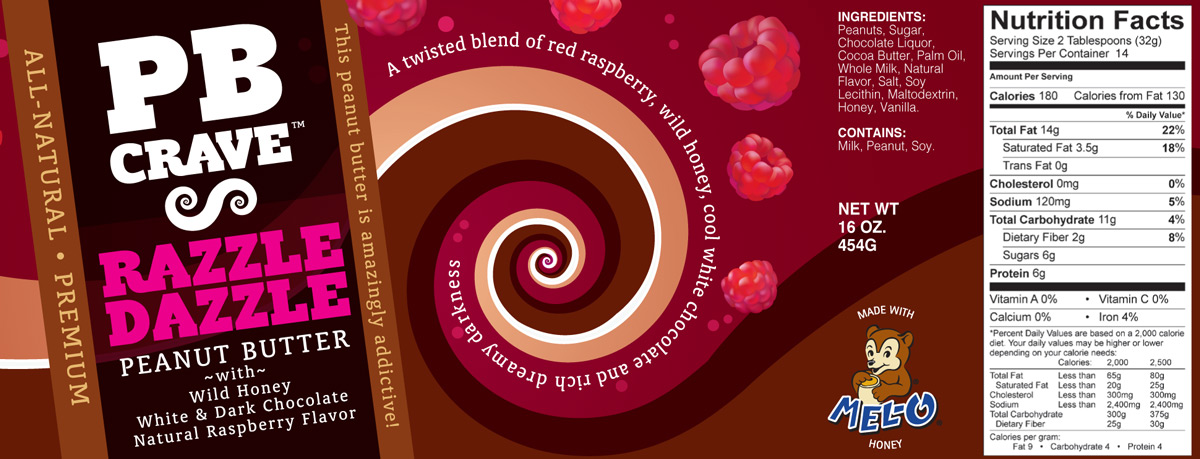 ALL-NATURAL • PREMIUM
PB
CRAVE™
RAZZLE
DAZZLE
PEANUT BUTTER
~with~
Wild Honey
White & Dark Chocolate
Natural Raspberry Flavor
This peanut butter is amazingly addictive!
A twisted blend of red raspberry, wild honey, cool white chocolate and rich dreamy darkness
INGREDIENTS:
Peanuts, Sugar,
Chocolate Liquor,
Cocoa Butter, Palm Oil,
Whole Milk, Natural
Flavor, Salt, Soy
Lecithin, Maltodextrin,
Honey, Vanilla.
CONTAINS:
Milk, Peanut, Soy.
NET WT
16 OZ.
454G
MADE WITH
MEL-O®
HONEY
Nutrition Facts
Serving Size 2 Tablespoons (32g)
Servings Per Container 14
Amount Per Serving
Calories 180 Calories from Fat 130
% Daily Value*
Total Fat 14g 22%
Saturated Fat 3.5g 18%
Trans Fat 0g
Cholesterol 0mg 0%
Sodium 120mg 5%
Total Carbohydrate 11g 4%
Dietary Fiber 2g 8%
Sugars 6g
Protein 6g
Vitamin A 0% • Vitamin C 0%
Calcium 0% • Iron 4%
*Percent Daily Values are based on a 2,000 calorie
diet. Your daily values may be higher or lower
depending on your calorie needs:
Calories: 2,000 2,500
Total Fat Less than 65g 80g
Saturated Fat Less than 20g 25g
Cholesterol Less than 300mg 300mg
Sodium Less than 2,400mg 2,400mg
Total Carbohydrate 300g 375g
Dietary Fiber 25g 30g
Calories per gram:
Fat 9 • Carbohydrate 4 • Protein 4